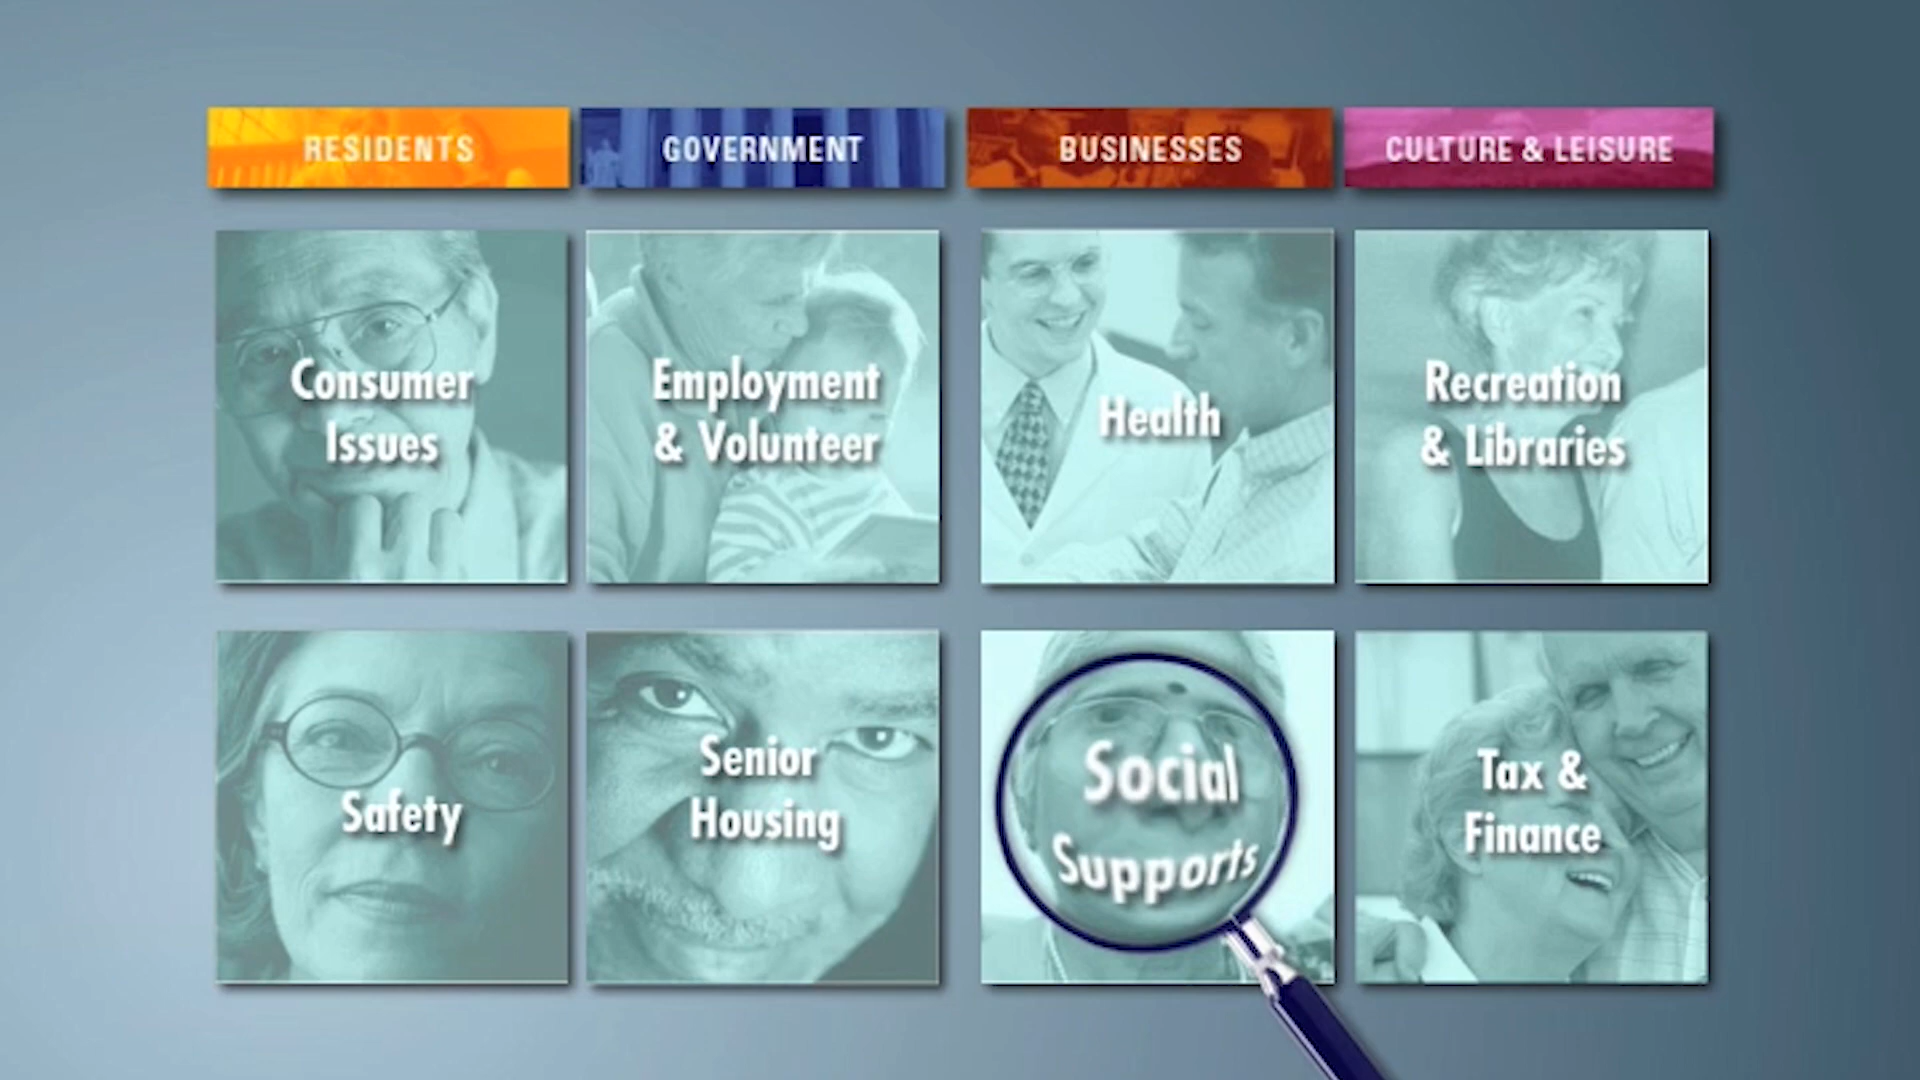 RESIDENTS
GOVERNMENT
BUSINESSES
CULTURE & LEISURE
Consumer
Issues
Employment
& Volunteer
Health
Recreation
& Libraries
Safety
Senior
Housing
Social
Supports
Tax &
Finance